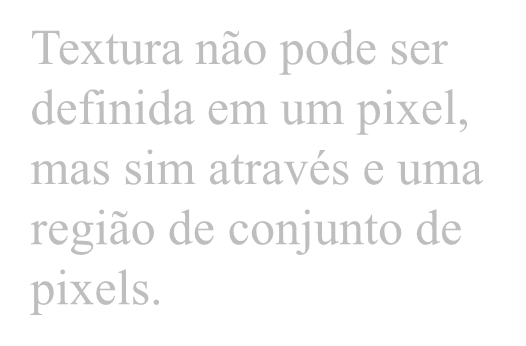 Textura não pode ser
definida em um pixel,
mas sim através e uma
região de conjunto de
pixels.